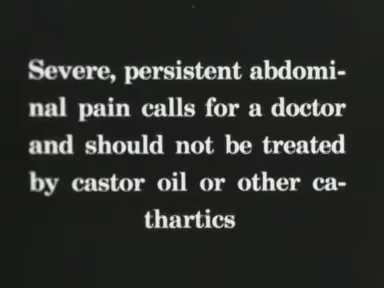 Severe, persistent abdomi-
nal pain calls for a doctor
and should not be treated
by castor oil or other ca-
thartics